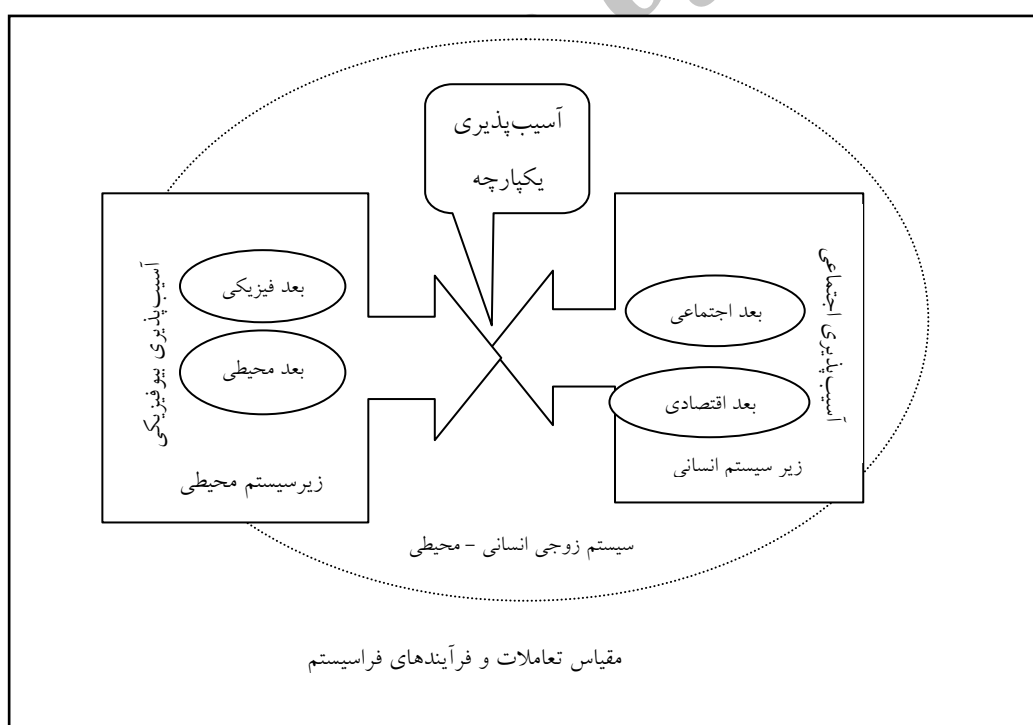 آسیب‌پذیری
یکپارچه
آسیب‌پذیری اجتماعی
بعد اجتماعی
بعد اقتصادی
زیر سیستم انسانی
آسیب‌پذیری بیوفیزیکی
بعد فیزیکی
بعد محیطی
زیرسیستم محیطی
سیستم زوجی انسانی – محیطی
مقیاس تعاملات و فرآیندهای فراسیستم